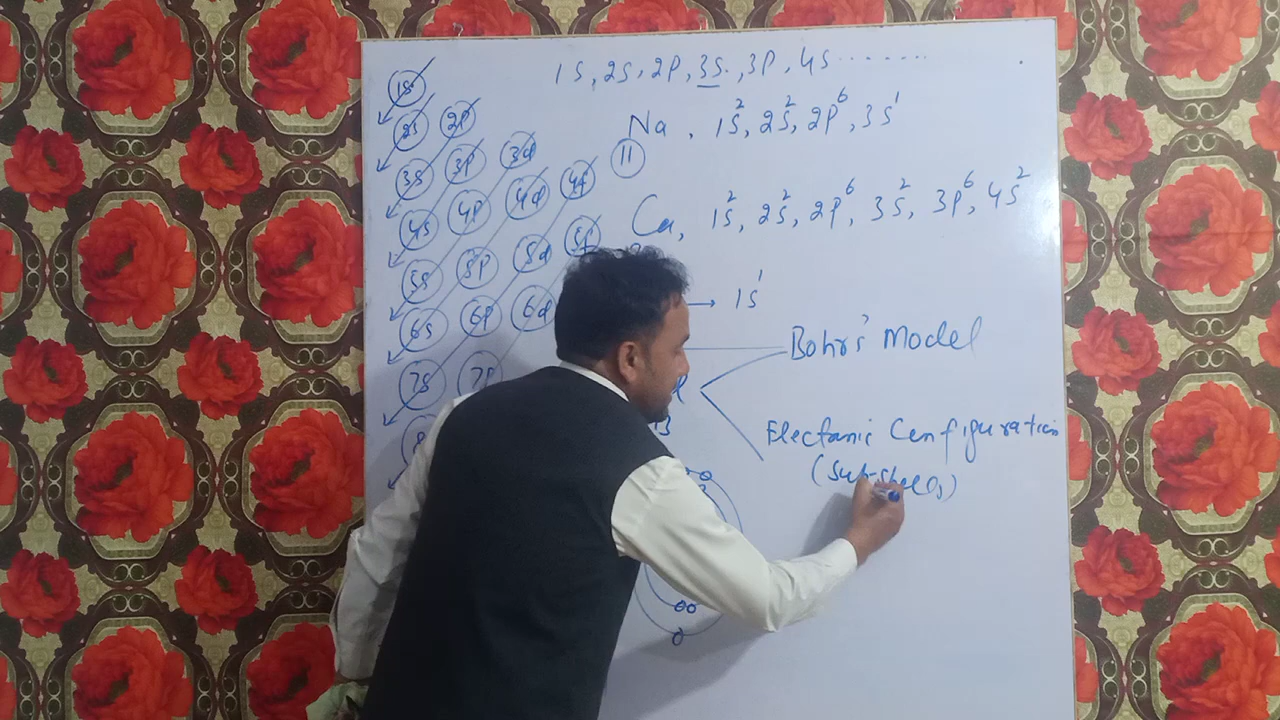 1s, 2s, 2p, 3s, 3p, 4s ........
1s
2s 2p
3s 3p 3d
4s 4p 4d 4f
5s 5p 5d 5f
6s 6p 6d
7s 7p
8
Na, 1s², 2s², 2p⁶, 3s¹
11
Ca, 1s², 2s², 2p⁶, 3s², 3p⁶, 4s²
→ 1s¹
Bohr's Model
13
Electronic Configuration
(Sub-shells)